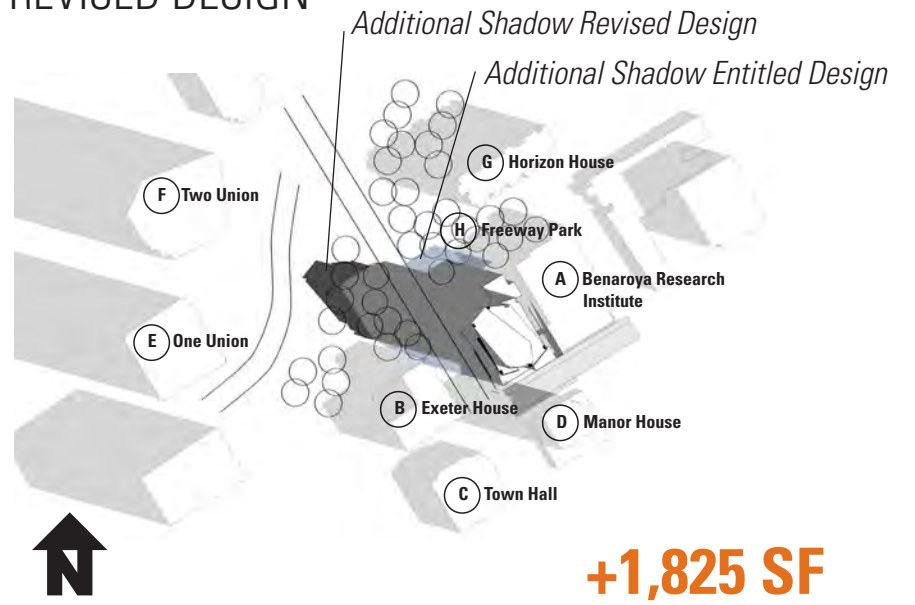 REVISED DESIGN
Additional Shadow Revised Design
Additional Shadow Entitled Design
G Horizon House
F Two Union
H Freeway Park
A Benaroya Research
Institute
E One Union
B Exeter House
D Manor House
C Town Hall
N
+1,825 SF